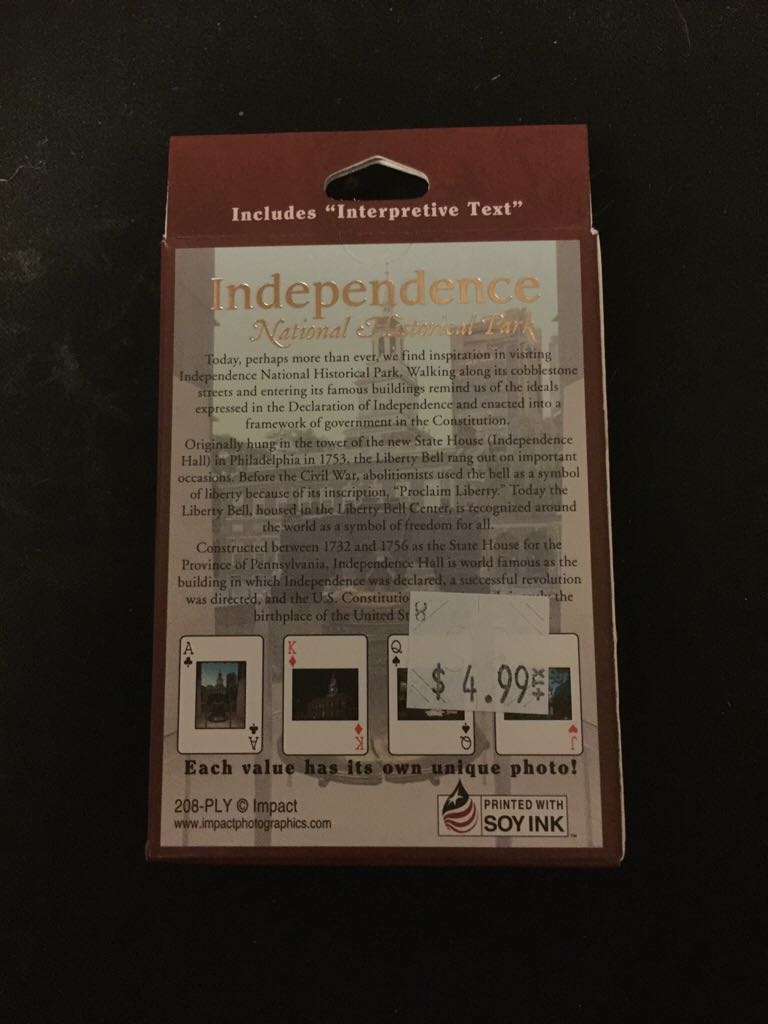 Includes "Interpretive Text"
Independence
National Historical Park
Today, perhaps more than ever, we find inspiration in visiting
Independence National Historical Park. Walking along its cobblestone
streets and entering its famous buildings remind us of the ideals
expressed in the Declaration of Independence and enacted into a
framework of government in the Constitution.
Originally hung in the tower of the new State House (Independence
Hall) in Philadelphia in 1753, the Liberty Bell rang out on important
occasions. Before the Civil War, abolitionists used the bell as a symbol
of liberty because of its inscription, "Proclaim Liberty." Today the
Liberty Bell, housed in the Liberty Bell Center, is recognized around
the world as a symbol of freedom for all.
Constructed between 1732 and 1756 as the State House for the
Province of Pennsylvania, Independence Hall is world famous as the
building in which Independence was declared, a successful revolution
was directed, and the U.S. Constitutio the
birthplace of the United St
$ 4.99 +TX
A K Q
A K Q J
Each value has its own unique photo!
208-PLY © Impact
www.impactphotographics.com
PRINTED WITH
SOY INK™